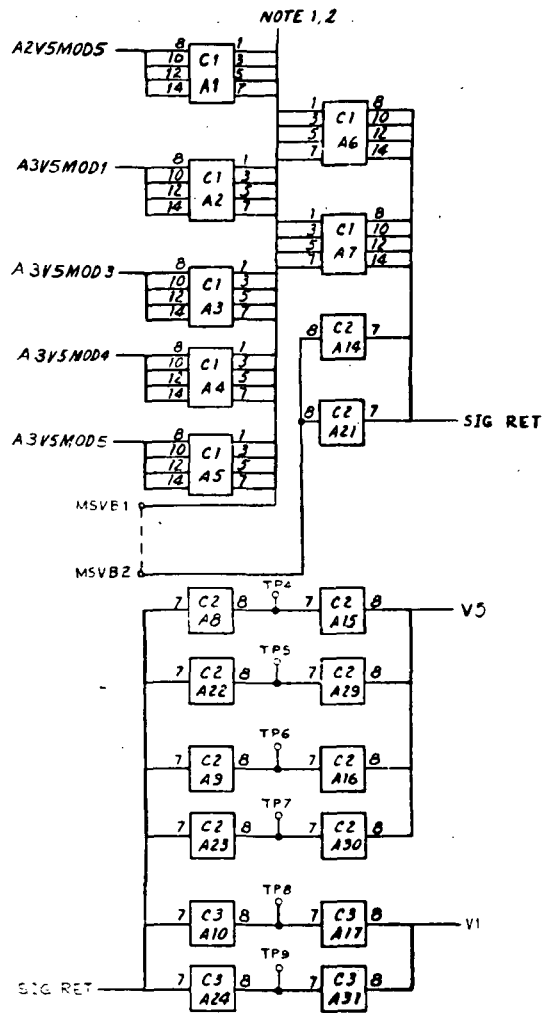 NOTE 1,2
A2V5MOD5
8 10 12 14
C1 A1
1 3 5 7
1 3 5 7
C1 A6
8 10 12 14
A3V5MOD1
8 10 12 14
C1 A2
1 3 5 7
1 3 5 7
C1 A7
8 10 12 14
A3V5MOD3
8 10 12 14
C1 A3
1 3 5 7
8
C2 A14
7
A3V5MOD4
8 10 12 14
C1 A4
1 3 5 7
8
C2 A21
7
SIG RET
A3V5MOD5
8 10 12 14
C1 A5
1 3 5 7
MSVB1
MSVB2
7
C2 A8
8
TP4
7
C2 A15
8
V5
7
C2 A22
8
TP5
7
C2 A29
8
7
C2 A9
8
TP6
7
C2 A16
8
7
C2 A23
8
TP7
7
C2 A30
8
7
C3 A10
8
TP8
7
C3 A17
8
V1
SIG RET
7
C3 A24
8
TP9
7
C3 A31
8